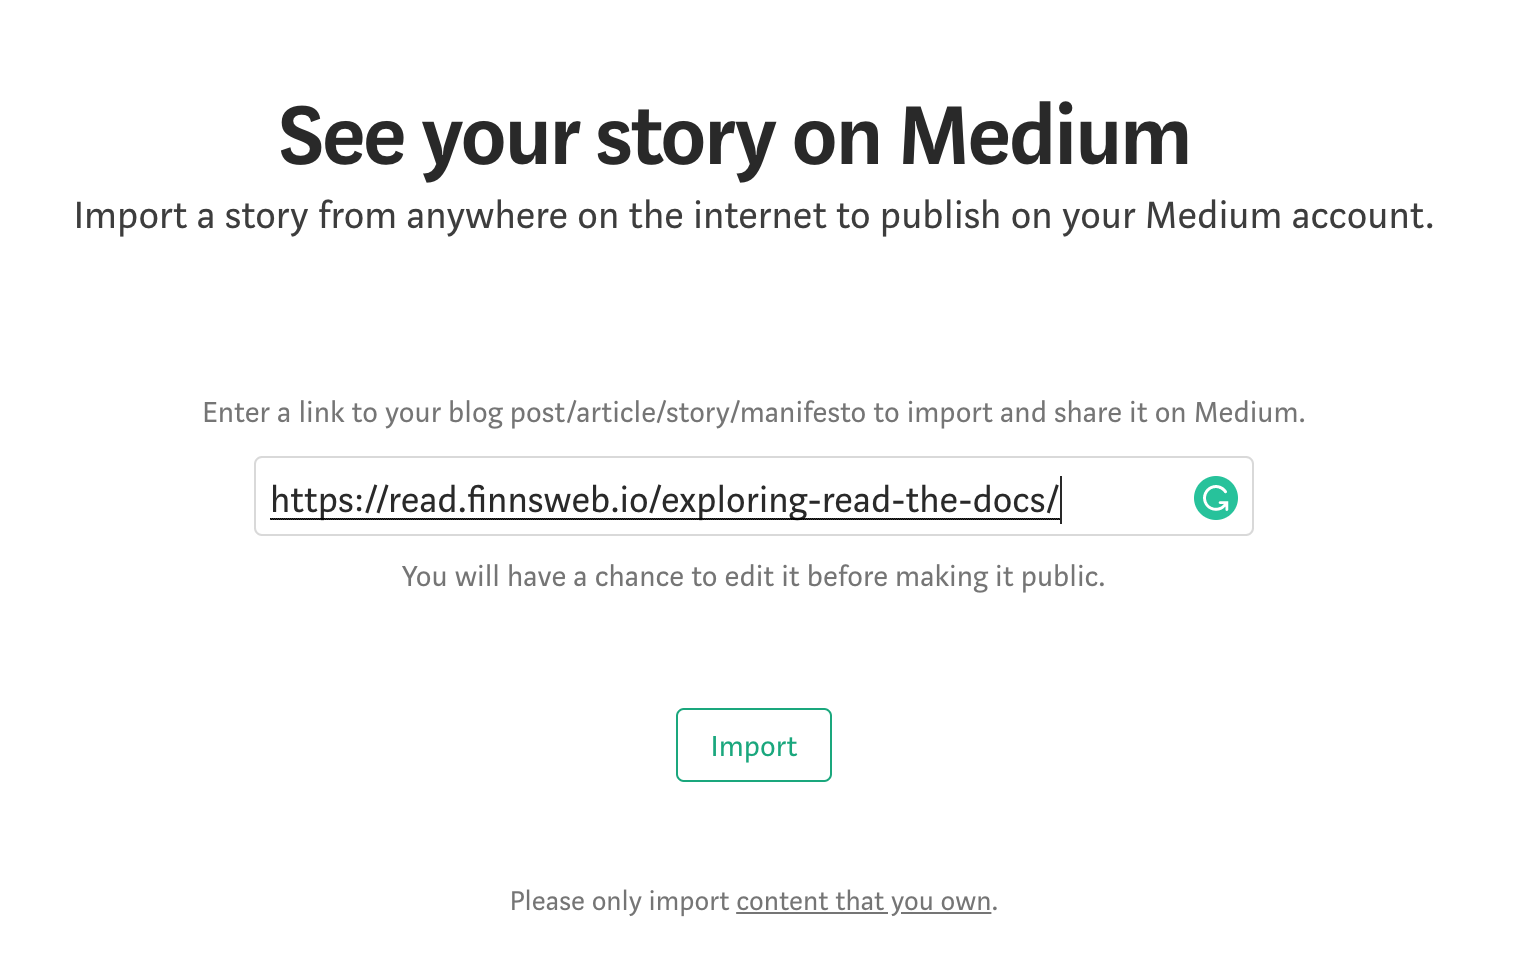 See your story on Medium
Import a story from anywhere on the internet to publish on your Medium account.
Enter a link to your blog post/article/story/manifesto to import and share it on Medium.
https://read.finnsweb.io/exploring-read-the-docs/
You will have a chance to edit it before making it public.
Import
Please only import content that you own.